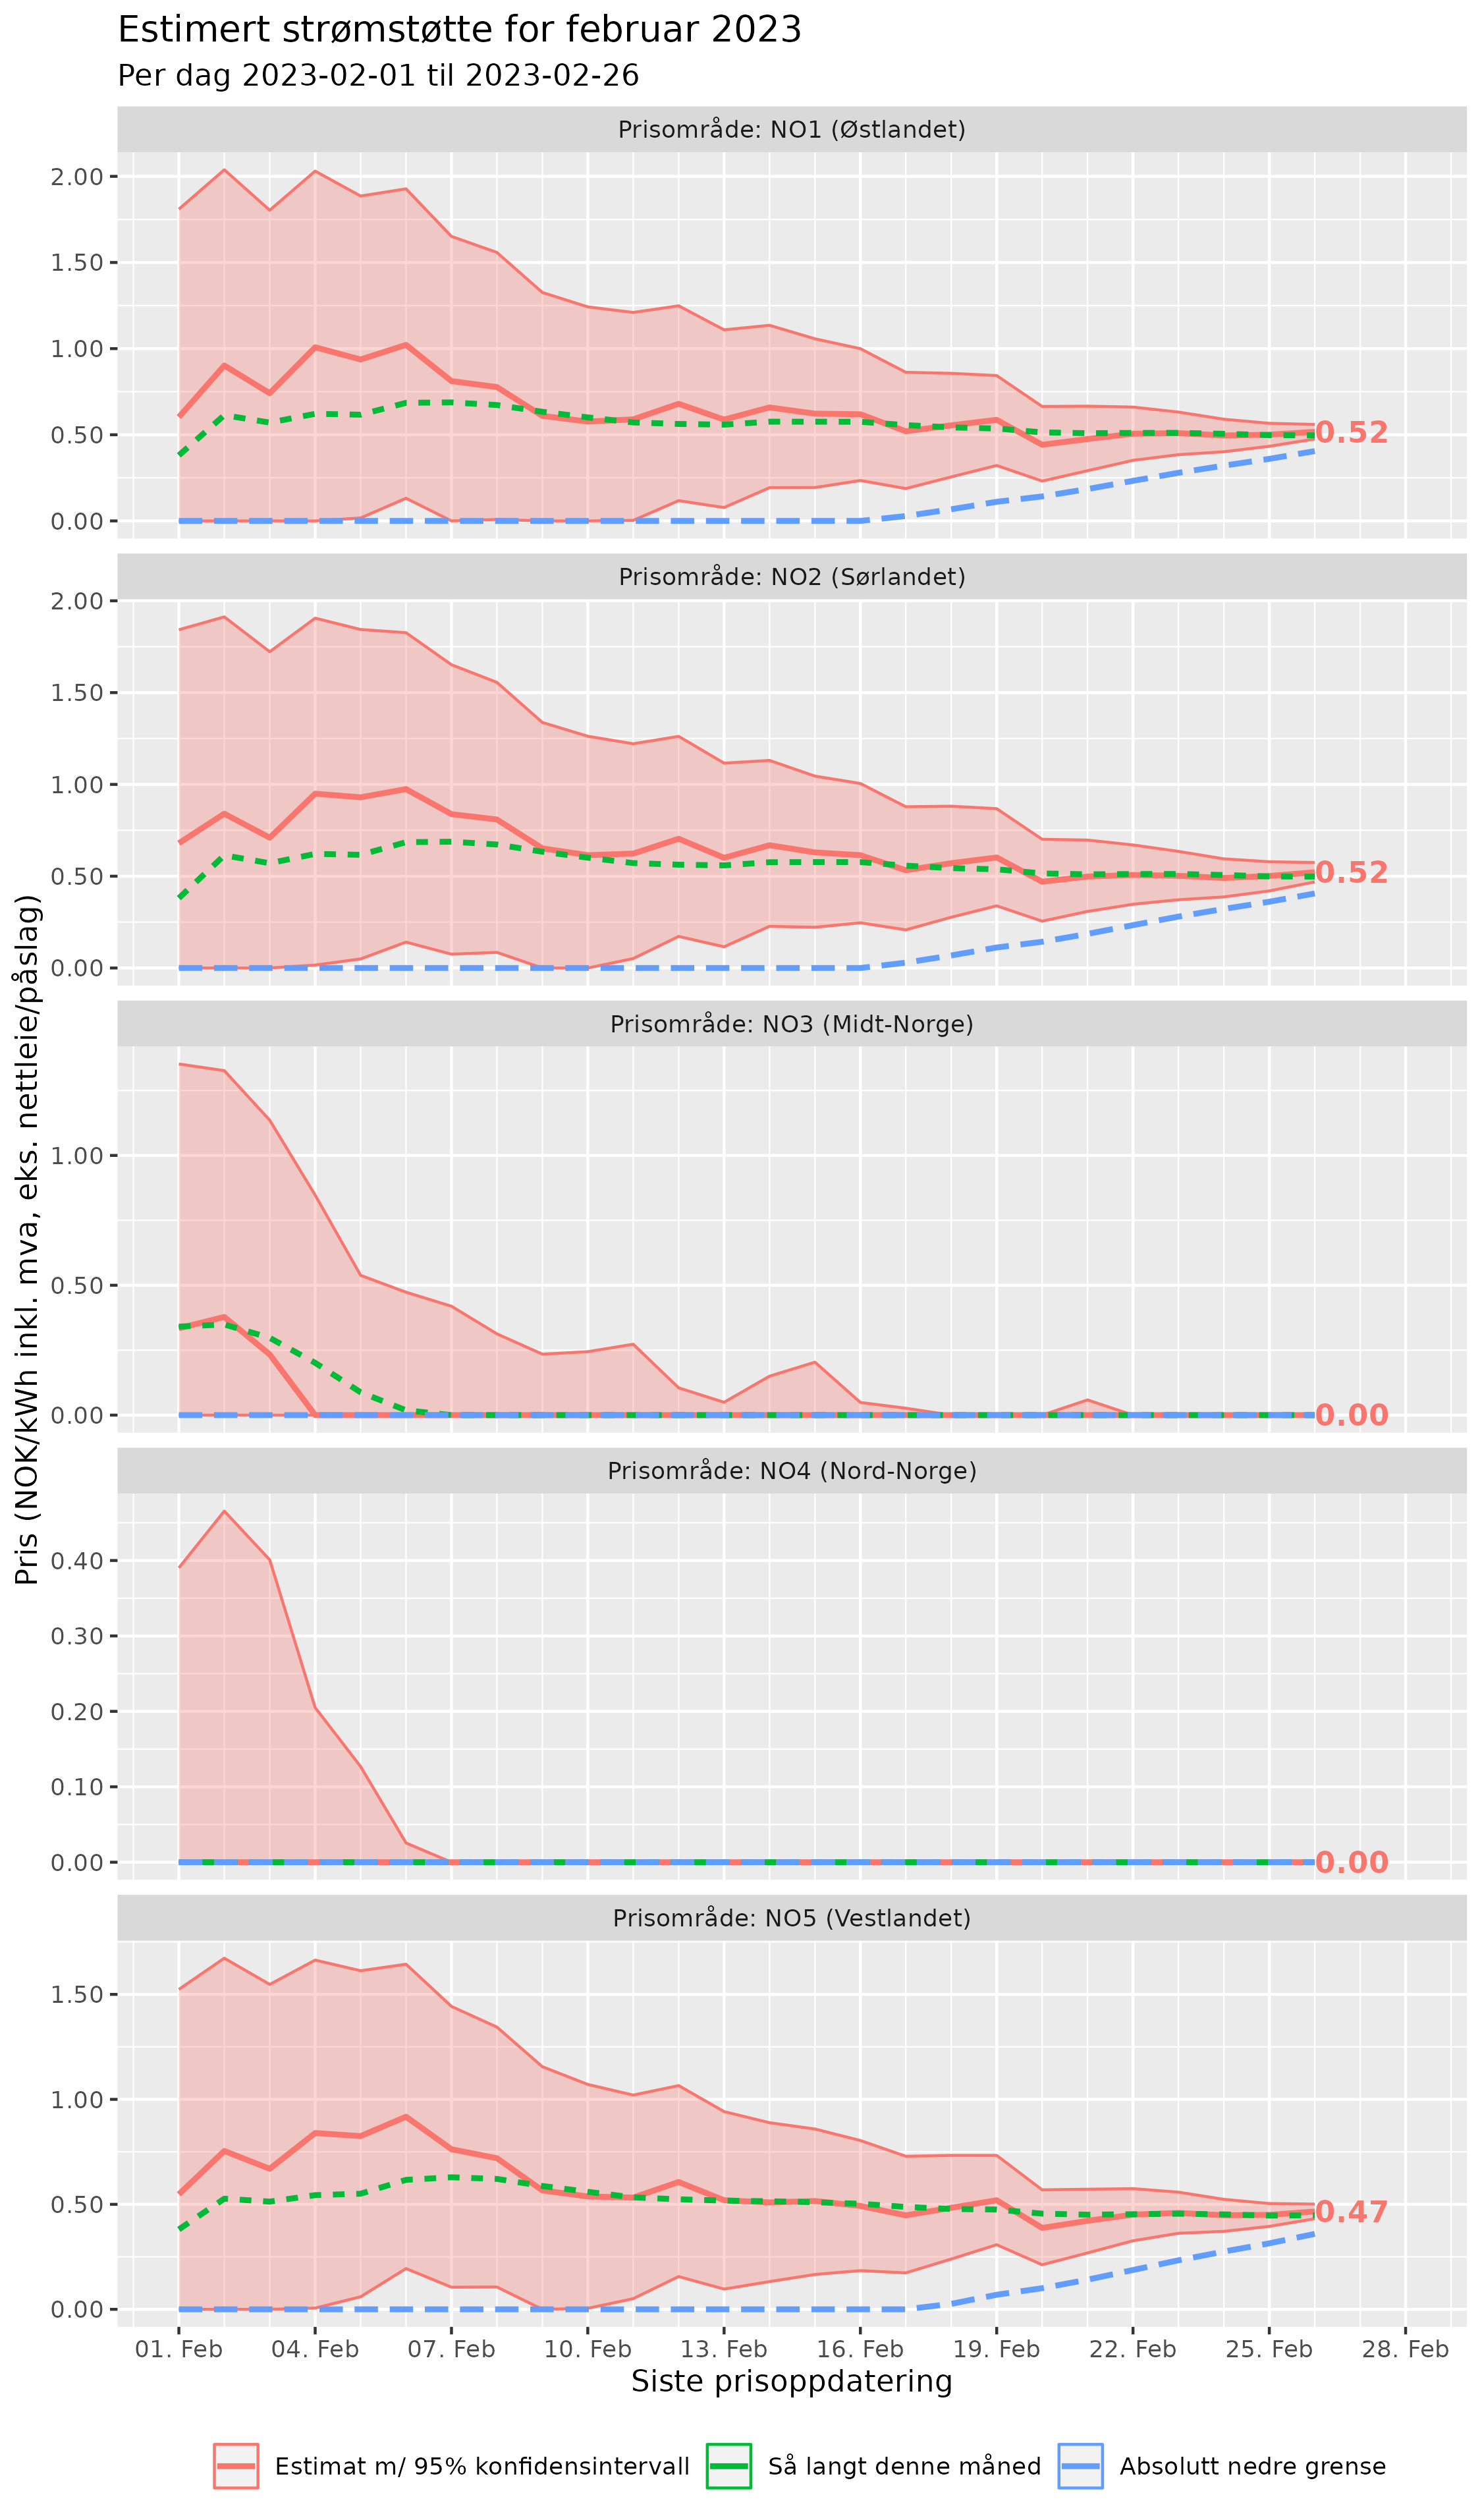 Estimert strømstøtte for februar 2023
Per dag 2023-02-01 til 2023-02-26
Pris (NOK/kWh inkl. mva, eks. nettleie/påslag)
Prisområde: NO1 (Østlandet)
2.00
1.50
1.00
0.50
0.00
0.52
Prisområde: NO2 (Sørlandet)
2.00
1.50
1.00
0.50
0.00
0.52
Prisområde: NO3 (Midt-Norge)
1.00
0.50
0.00
0.00
Prisområde: NO4 (Nord-Norge)
0.40
0.30
0.20
0.10
0.00
0.00
Prisområde: NO5 (Vestlandet)
1.50
1.00
0.50
0.00
0.47
01. Feb 04. Feb 07. Feb 10. Feb 13. Feb 16. Feb 19. Feb 22. Feb 25. Feb 28. Feb
Siste prisoppdatering
Estimat m/ 95% konfidensintervall Så langt denne måned Absolutt nedre grense